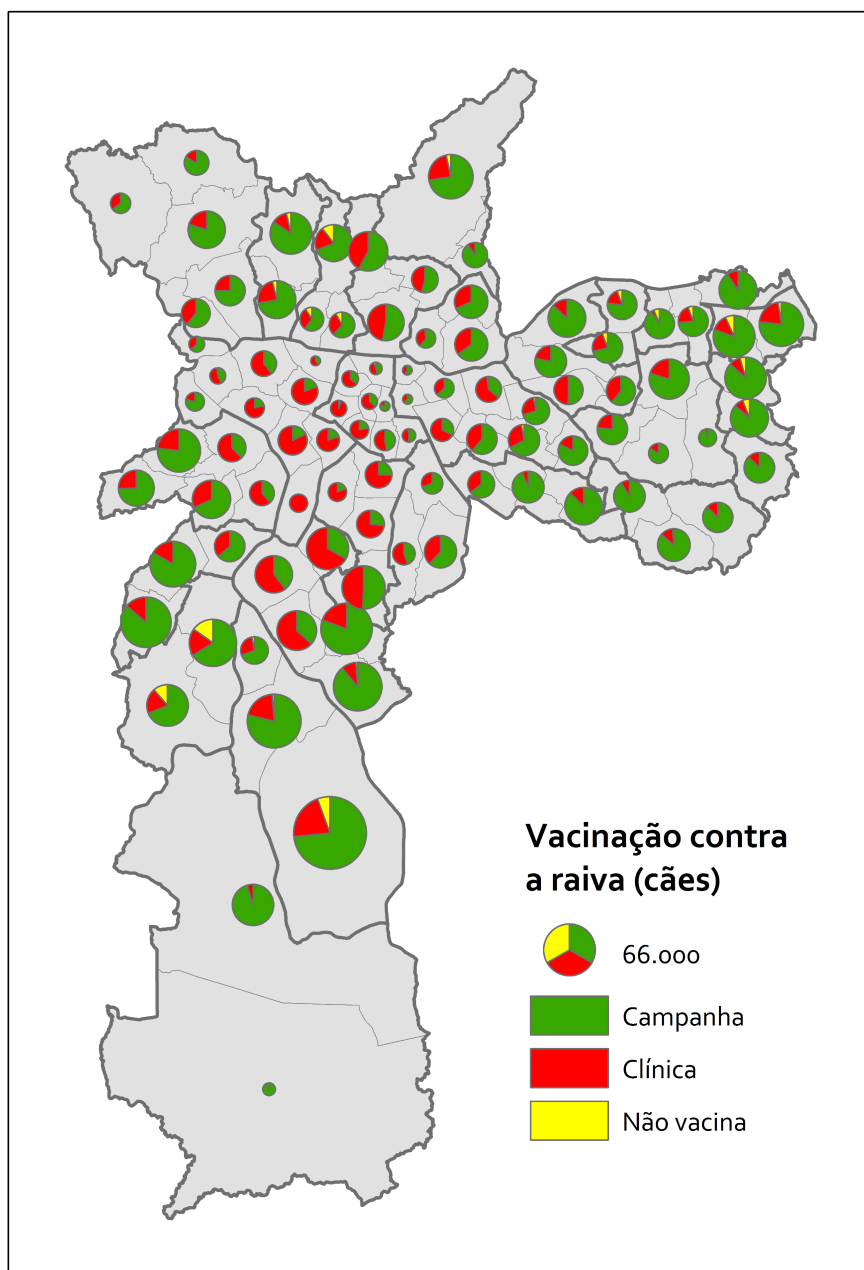 Vacinação contra
a raiva (cães)
66.000
Campanha
Clínica
Não vacina